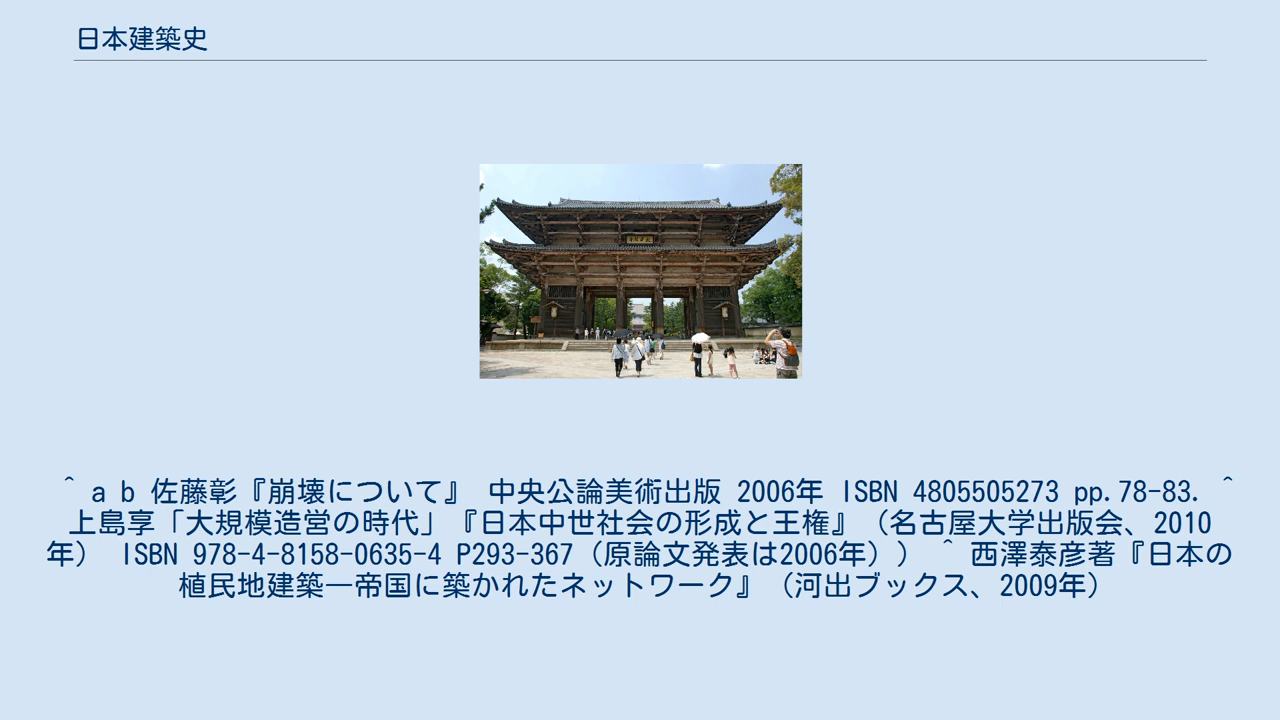 日本建築史
^ a b 佐藤彰『崩壊について』 中央公論美術出版 2006年 ISBN 4805505273 pp.78-83. ^
上島享「大規模造営の時代」『日本中世社会の形成と王権』（名古屋大学出版会、2010
年） ISBN 978-4-8158-0635-4 P293-367（原論文発表は2006年）） ^ 西澤泰彦著『日本の
植民地建築―帝国に築かれたネットワーク』（河出ブックス、2009年）